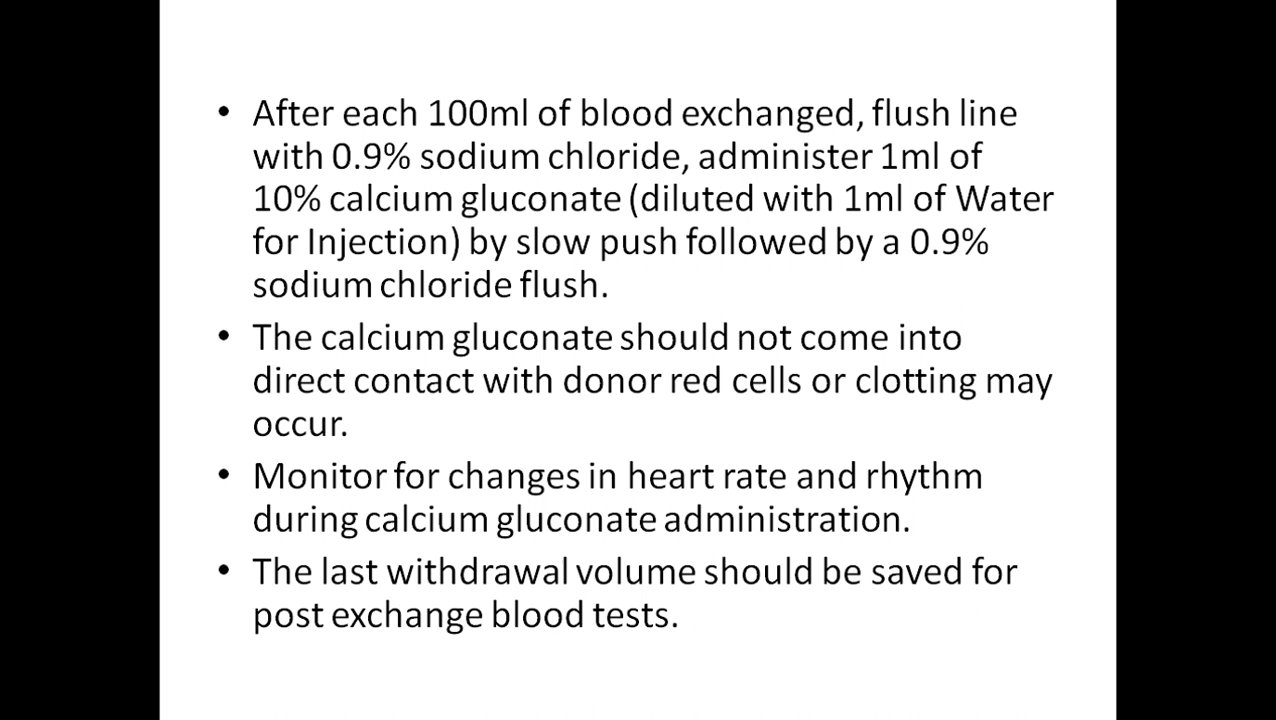 • After each 100ml of blood exchanged, flush line
with 0.9% sodium chloride, administer 1ml of
10% calcium gluconate (diluted with 1ml of Water
for Injection) by slow push followed by a 0.9%
sodium chloride flush.
• The calcium gluconate should not come into
direct contact with donor red cells or clotting may
occur.
• Monitor for changes in heart rate and rhythm
during calcium gluconate administration.
• The last withdrawal volume should be saved for
post exchange blood tests.